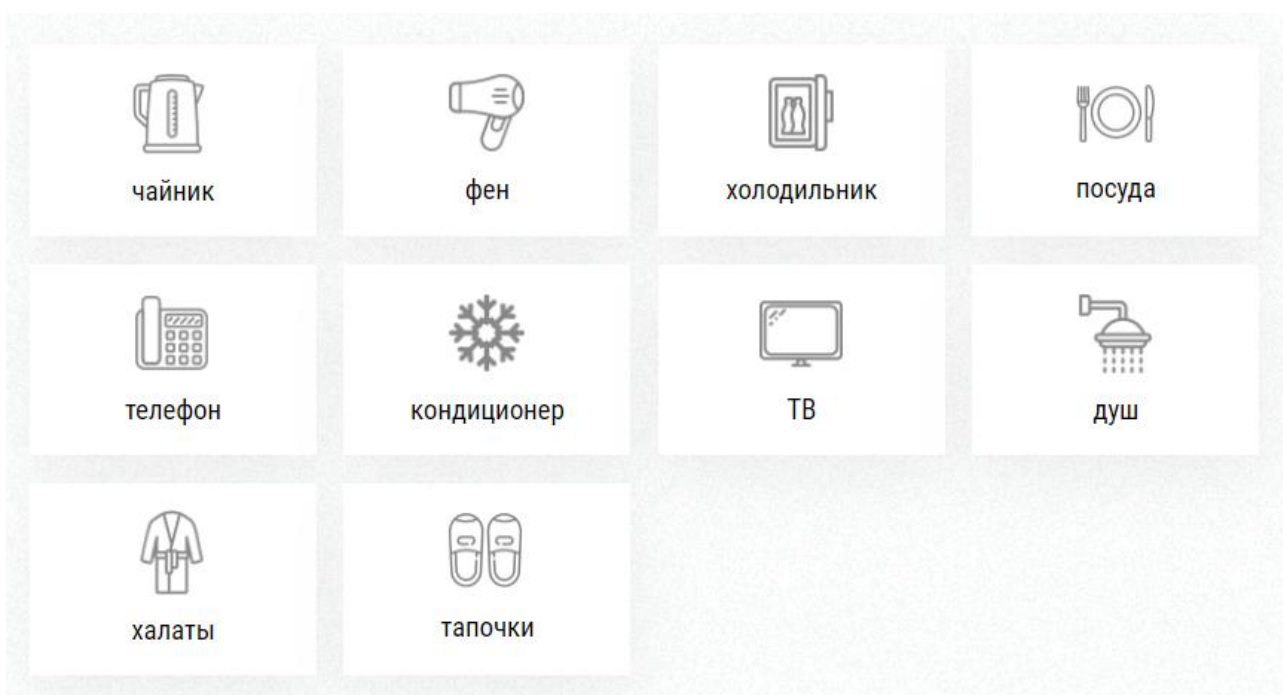 чайник
фен
холодильник
посуда
телефон
кондиционер
ТВ
душ
халаты
тапочки